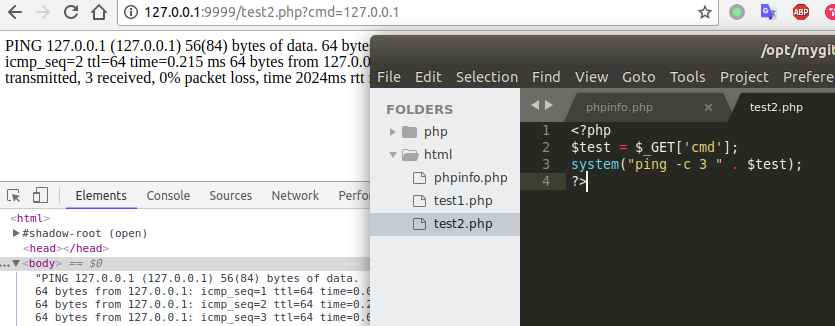 127.0.0.1:9999/test2.php?cmd=127.0.0.1
ABP
PING 127.0.0.1 (127.0.0.1) 56(84) bytes of data. 64 byte
icmp_seq=2 ttl=64 time=0.215 ms 64 bytes from 127.0.0
transmitted, 3 received, 0% packet loss, time 2024ms rtt
/opt/mygit
File Edit Selection Find View Goto Tools Project Prefere
FOLDERS
php
html
phpinfo.php
test1.php
test2.php
phpinfo.php × test2.php
1 <?php
2 $test = $_GET['cmd'];
3 system("ping -c 3 " . $test);
4 ?>
Elements Console Sources Network Perfor
<html>
#shadow-root (open)
<head></head>
... <body> == $0
"PING 127.0.0.1 (127.0.0.1) 56(84) bytes of data.
64 bytes from 127.0.0.1: icmp_seq=1 ttl=64 time=0.0
64 bytes from 127.0.0.1: icmp_seq=2 ttl=64 time=0.2
64 bytes from 127.0.0.1: icmp_seq=3 ttl=64 time=0.0